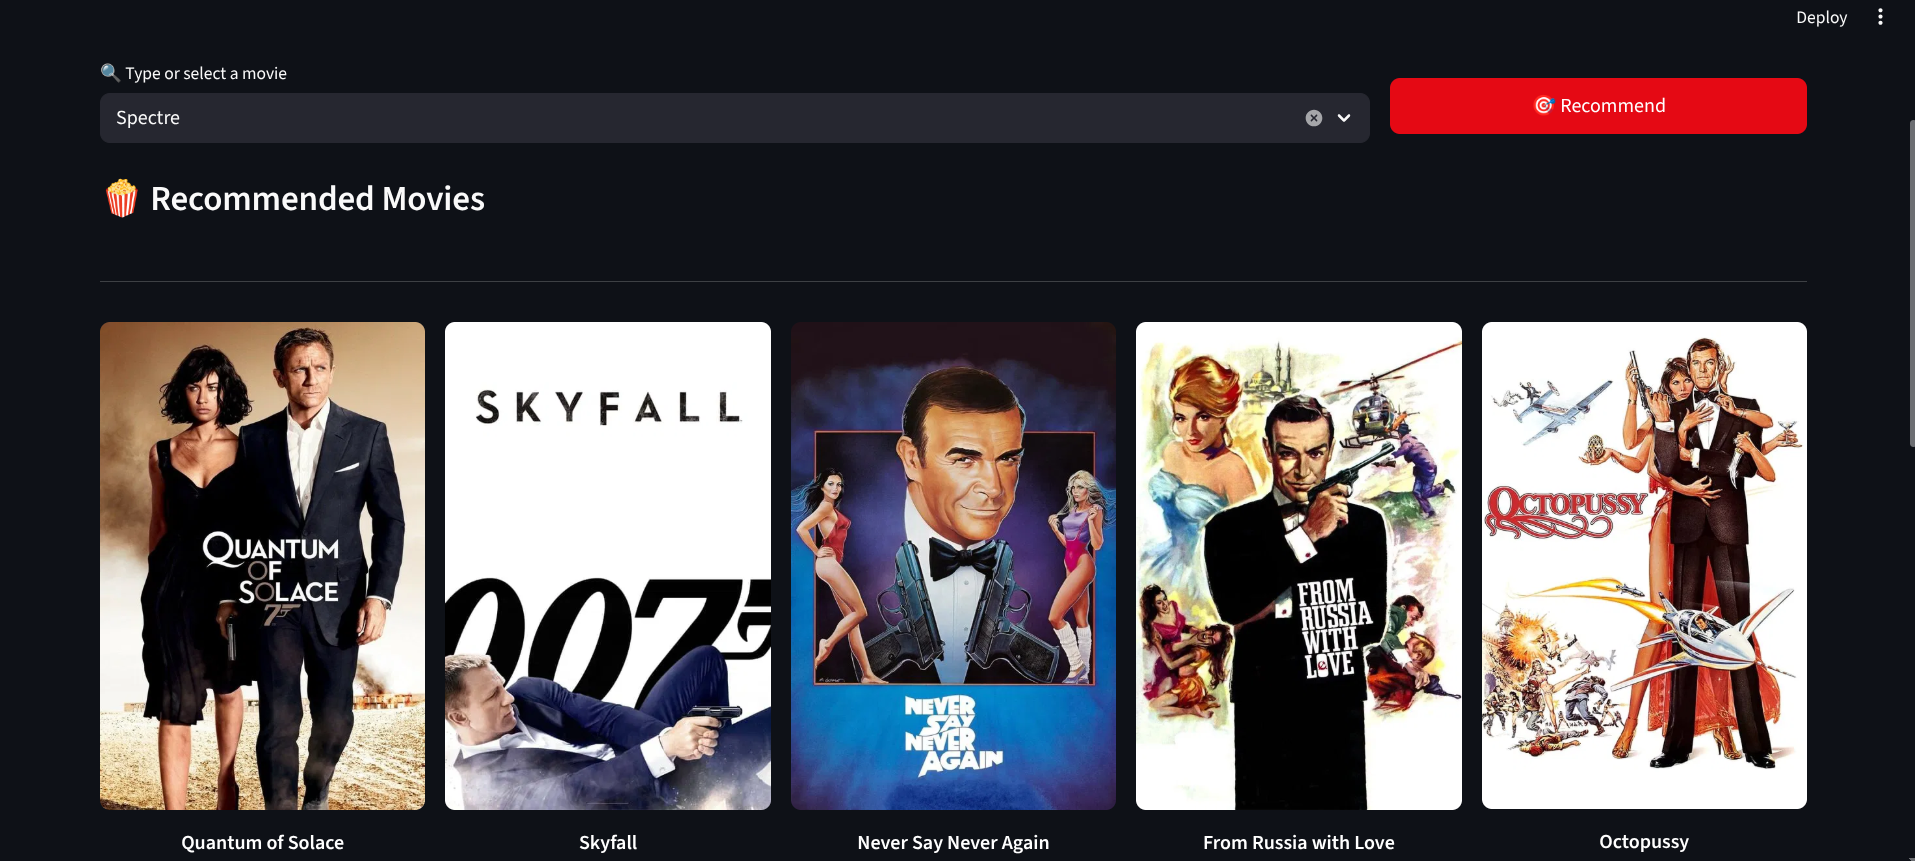 Deploy
🔍 Type or select a movie
Spectre
🎯 Recommend
🍿 Recommended Movies
QUANTUM
OF
SOLACE
007
SKYFALL
007
NEVER
SAY
NEVER
AGAIN
FROM
RUSSIA
WITH
LOVE
OCTOPUSSY
Quantum of Solace
Skyfall
Never Say Never Again
From Russia with Love
Octopussy